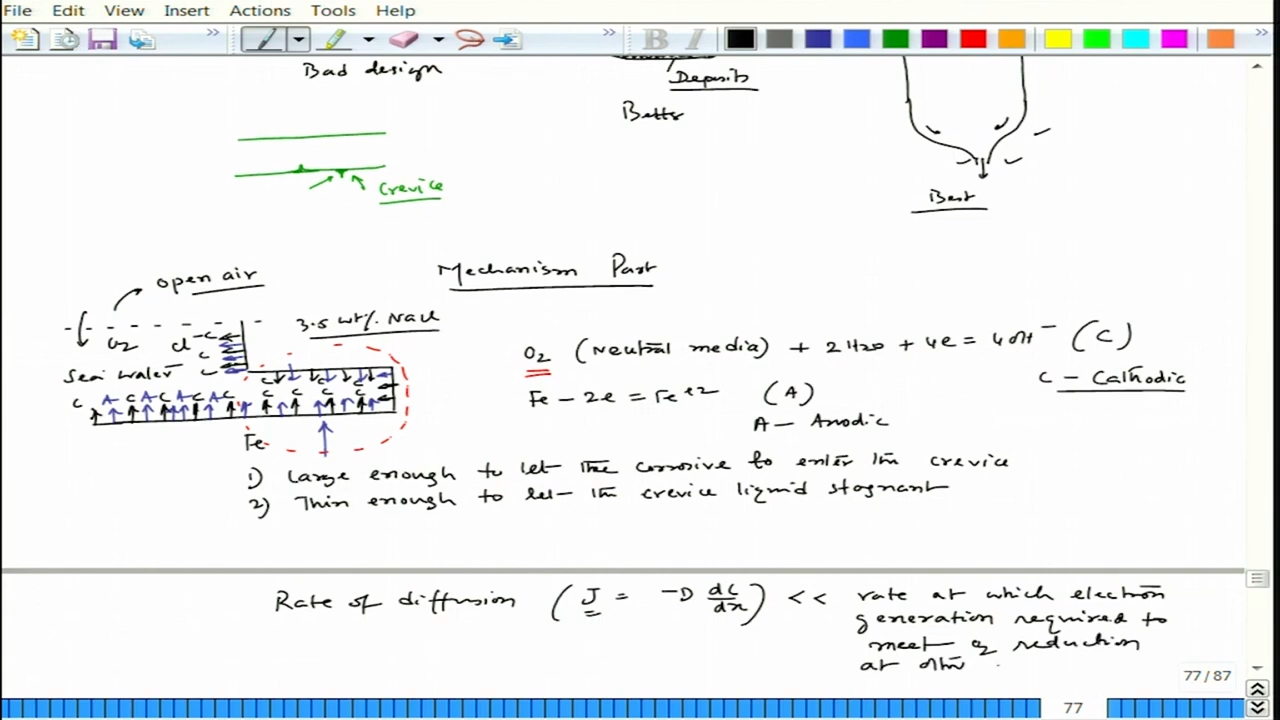 File Edit View Insert Actions Tools Help
Bad design
Deposits
Better
Crevice
Best
Mechanism Part
open air
3.5 wt% NaCl
O2 Cl-
Sea water
C C C
C A C A C A C A C C C C C
C C C
Fe
O2 (Neutral media) + 2H2O + 4e = 4OH- (C)
C - Cathodic
Fe - 2e = Fe+2 (A)
A - Anodic
1) Large enough to let the corrosive to enter the crevice
2) Thin enough to let the crevice liquid stagnant
Rate of diffusion (J = -D dC/dx) << rate at which electron
generation required to
meet O2 reduction
at
77 / 87
77